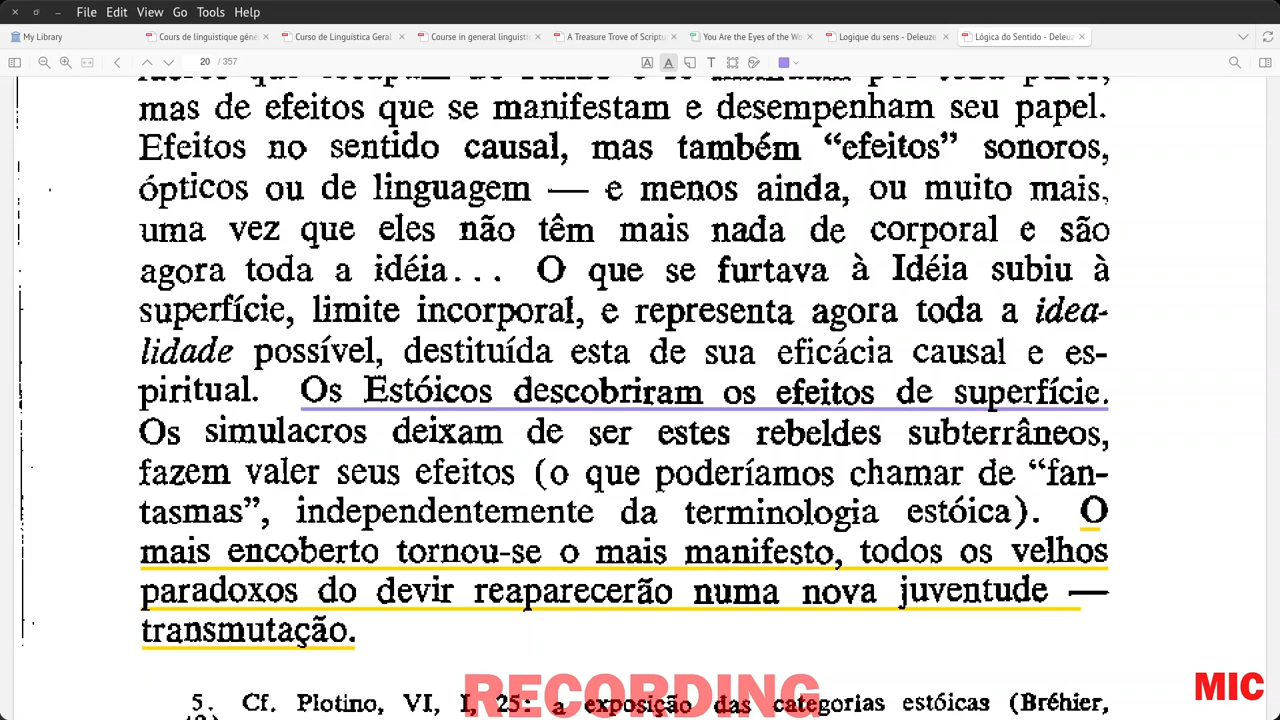 File Edit View Go Tools Help
My Library
Cours de linguistique géné
Curso de Linguística Geral
Course in general linguistic
A Treasure Trove of Scriptu
You Are the Eyes of the Wo
Logique du sens - Deleuze
Lógica do Sentido - Deleuz
20 / 357
mas de efeitos que se manifestam e desempenham seu papel.
Efeitos no sentido causal, mas também “efeitos” sonoros,
ópticos ou de linguagem — e menos ainda, ou muito mais,
uma vez que eles não têm mais nada de corporal e são
agora toda a idéia... O que se furtava à Idéia subiu à
superfície, limite incorporal, e representa agora toda a idea-
lidade possível, destituída esta de sua eficácia causal e es-
piritual. Os Estóicos descobriram os efeitos de superfície.
Os simulacros deixam de ser estes rebeldes subterrâneos,
fazem valer seus efeitos (o que poderíamos chamar de “fan-
tasmas”, independentemente da terminologia estóica). O
mais encoberto tornou-se o mais manifesto, todos os velhos
paradoxos do devir reaparecerão numa nova juventude —
transmutação.
RECORDING
MIC
5. Cf. Plotino, VI, I, 25: a exposição das categorias estóicas (Bréhier,